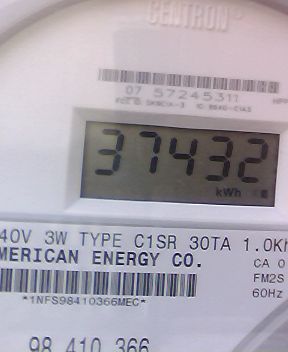 CENTRON®
07 57245311
37432
kWh
40V 3W TYPE C1SR 30TA 1.0Kh
MERICAN ENERGY CO.
CA 0
FM2S
60Hz
*1NFS98410366MEC*
98 410 366